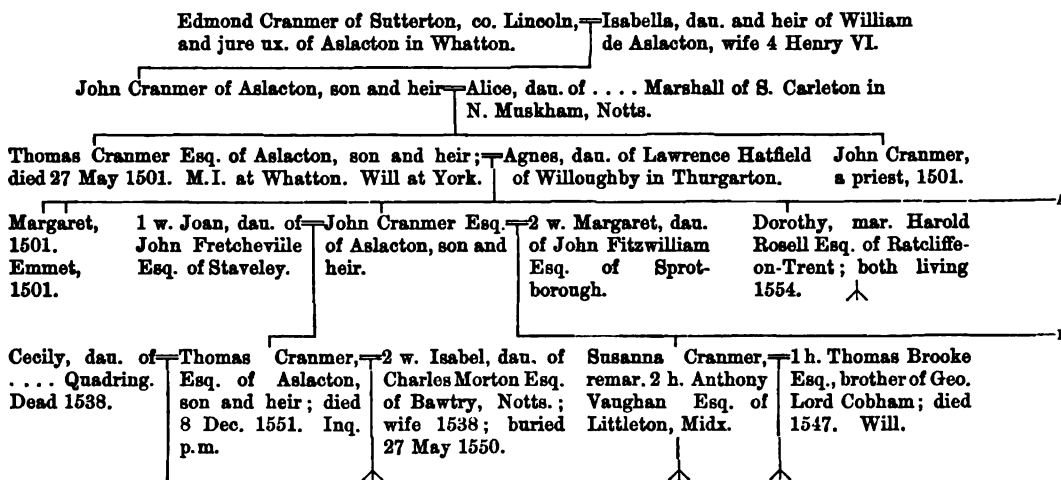 Edmond Cranmer of Sutterton, co. Lincoln,
and jure ux. of Aslacton in Whatton.
Isabella, dau. and heir of William
de Aslacton, wife 4 Henry VI.
John Cranmer of Aslacton, son and heir
Alice, dau. of .... Marshall of S. Carleton in
N. Muskham, Notts.
Thomas Cranmer Esq. of Aslacton, son and heir;
died 27 May 1501. M.I. at Whatton. Will at York.
Agnes, dau. of Lawrence Hatfield
of Willoughby in Thurgarton.
John Cranmer,
a priest, 1501.
Margaret,
1501.
Emmet,
1501.
1 w. Joan, dau. of
John Fretcheviile
Esq. of Staveley.
John Cranmer Esq.
of Aslacton, son and
heir.
2 w. Margaret, dau.
of John Fitzwilliam
Esq. of Sprot-
borough.
Dorothy, mar. Harold
Rosell Esq. of Ratcliffe-
on-Trent; both living
1554.
Cecily, dau. of
.... Quadring.
Dead 1538.
Thomas Cranmer,
Esq. of Aslacton,
son and heir; died
8 Dec. 1551. Inq.
p.m.
2 w. Isabel, dau. of
Charles Morton Esq.
of Bawtry, Notts.;
wife 1538; buried
27 May 1550.
Susanna Cranmer,
remar. 2 h. Anthony
Vaughan Esq. of
Littleton, Midx.
1 h. Thomas Brooke
Esq., brother of Geo.
Lord Cobham; died
1547. Will.